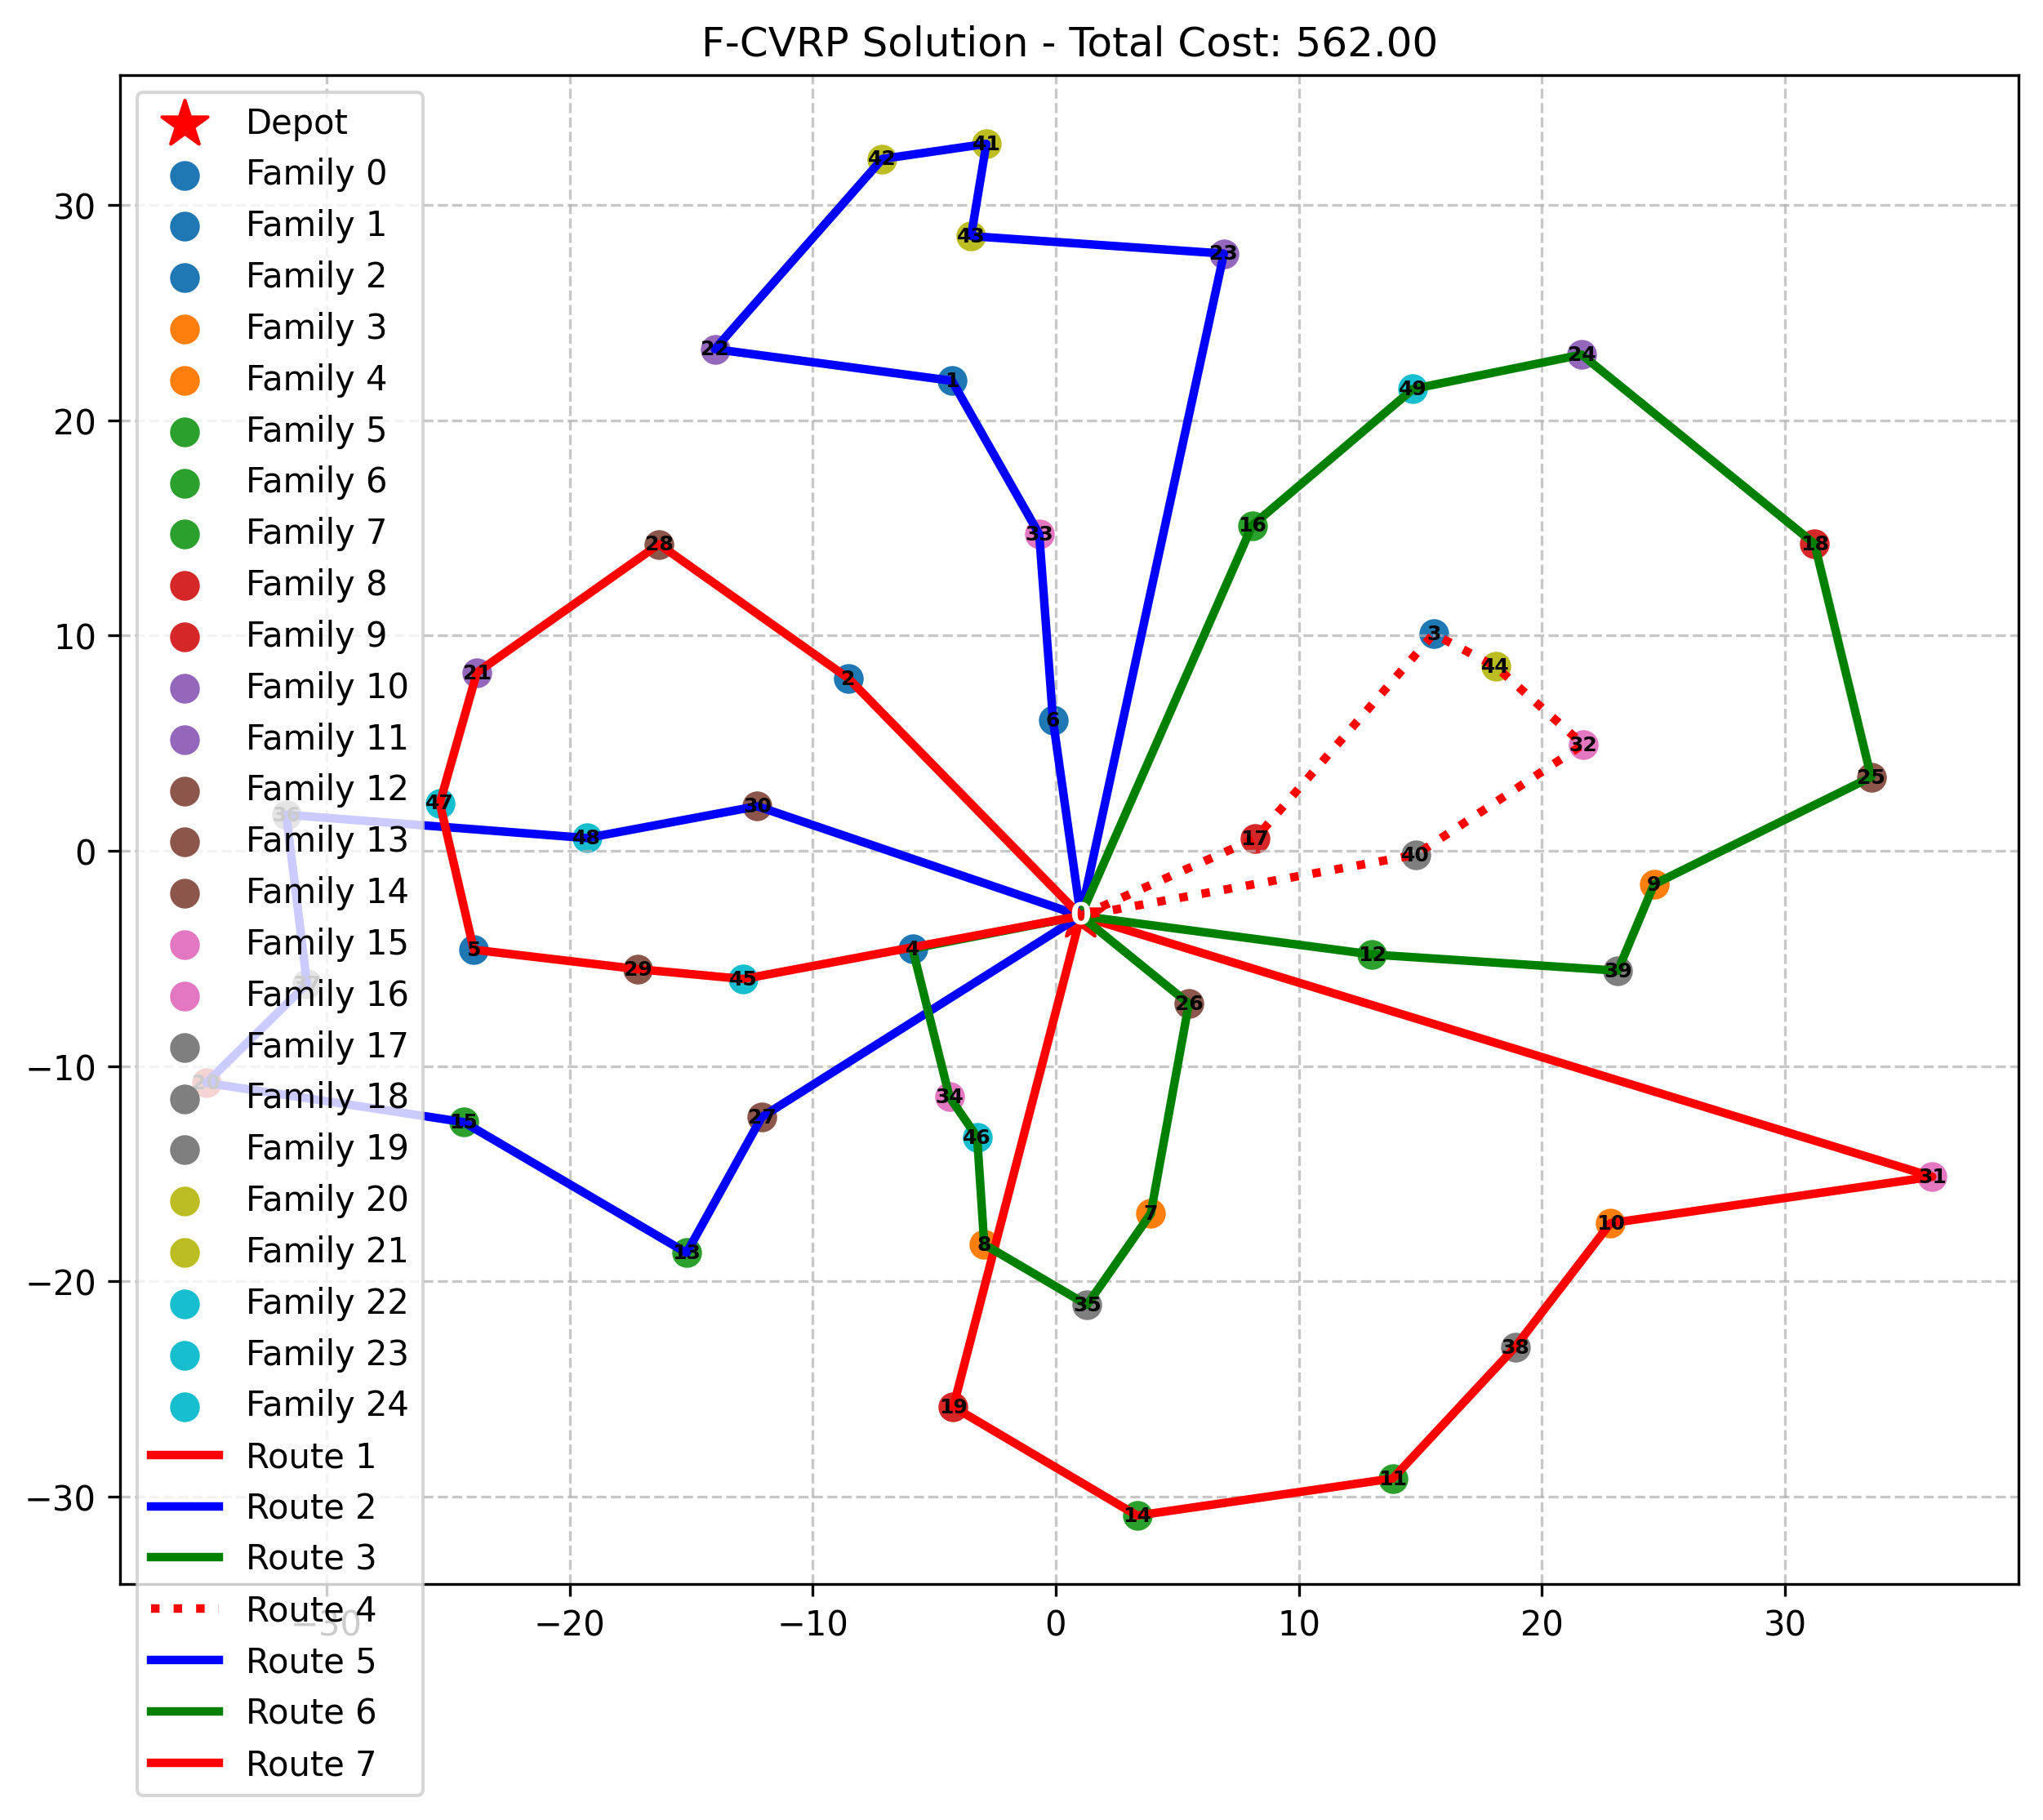 F-CVRP Solution - Total Cost: 562.00
Depot
Family 0
Family 1
Family 2
Family 3
Family 4
Family 5
Family 6
Family 7
Family 8
Family 9
Family 10
Family 11
Family 12
Family 13
Family 14
Family 15
Family 16
Family 17
Family 18
Family 19
Family 20
Family 21
Family 22
Family 23
Family 24
Route 1
Route 2
Route 3
Route 4
Route 5
Route 6
Route 7
30
20
10
0
−10
−20
−30
−30
−20
−10
0
10
20
30
41
42
43
23
22
1
24
49
33
16
28
18
3
44
21
2
6
32
25
47
30
36
48
17
40
9
0
4
12
5
29
45
39
37
26
20
34
15
27
46
31
7
10
8
13
35
38
19
11
14